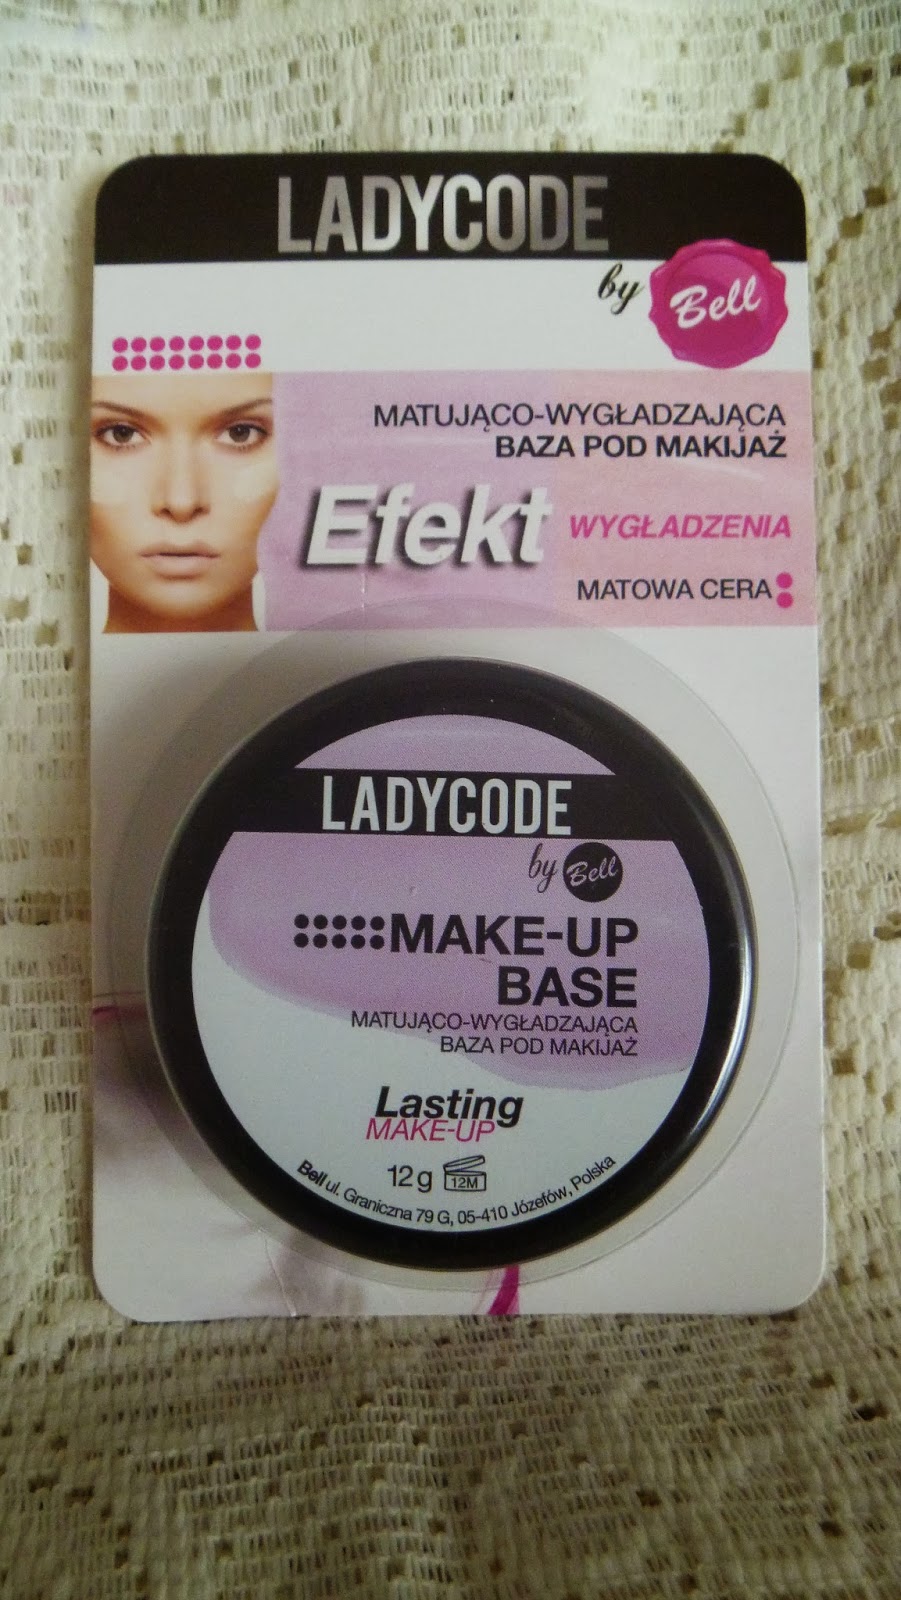 LADYCODE
by Bell
MATUJĄCO-WYGŁADZAJĄCA
BAZA POD MAKIJAŻ
Efekt WYGŁADZENIA
MATOWA CERA
LADYCODE
by Bell
MAKE-UP
BASE
MATUJĄCO-WYGŁADZAJĄCA
BAZA POD MAKIJAŻ
Lasting
MAKE-UP
12 g 12M
Bell ul. Graniczna 79 G, 05-410 Józefów, Polska